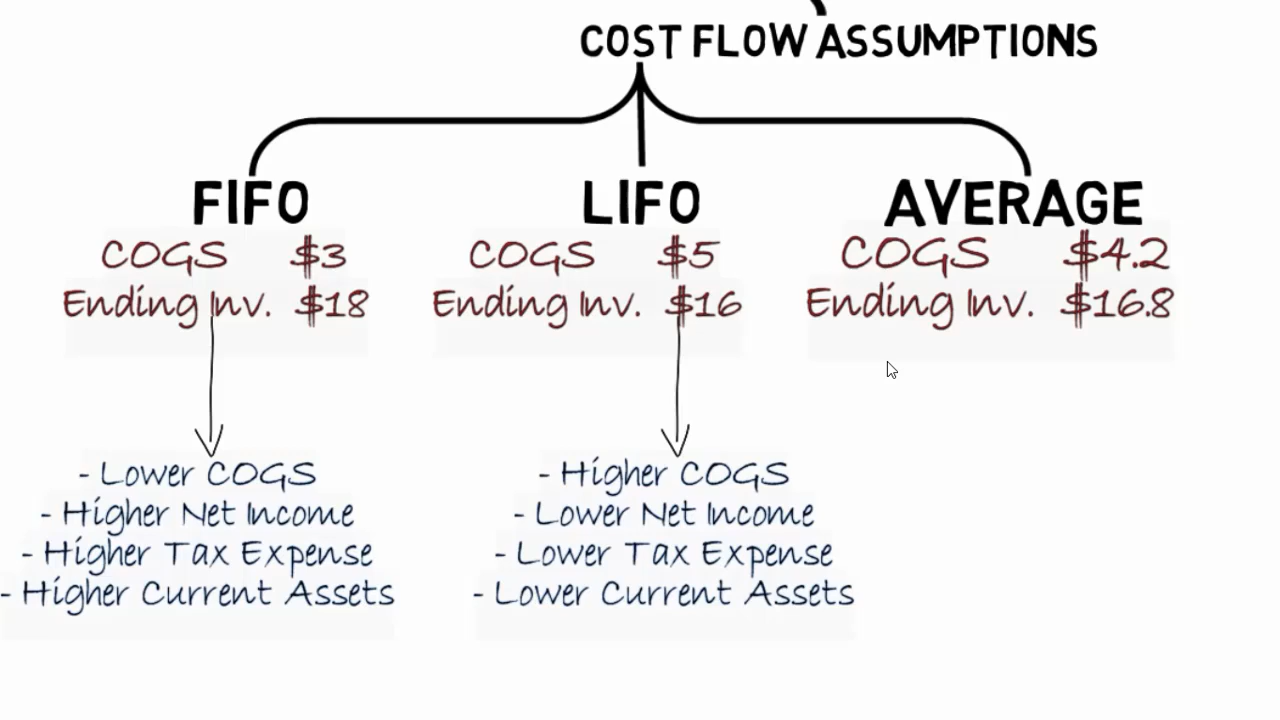 COST FLOW ASSUMPTIONS
FIFO
COGS $3
Ending Inv. $18
- Lower COGS
- Higher Net Income
- Higher Tax Expense
- Higher Current Assets
LIFO
COGS $5
Ending Inv. $16
- Higher COGS
- Lower Net Income
- Lower Tax Expense
- Lower Current Assets
AVERAGE
COGS $4.2
Ending Inv. $16.8